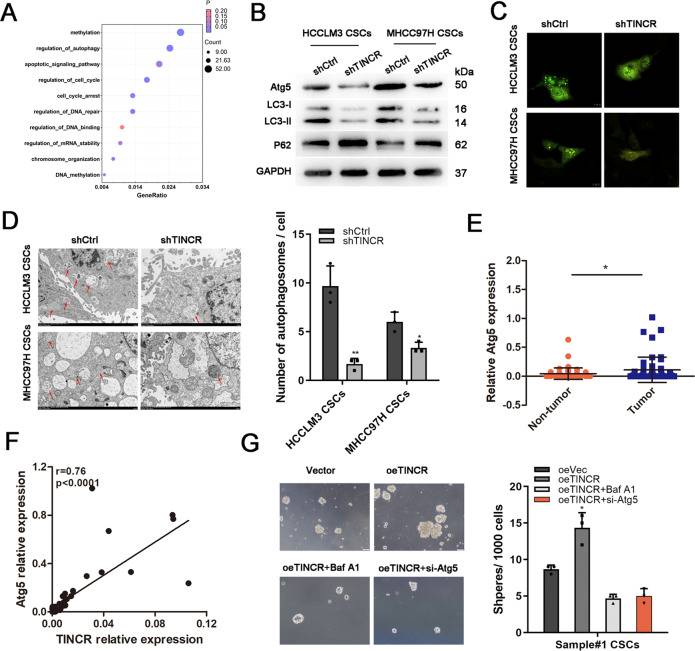 A
methylation
regulation_of_autophagy
apoptotic_signaling_pathway
regulation_of_cell_cycle
cell_cycle_arrest
regulation_of_DNA_repair
regulation_of_DNA_binding
regulation_of_mRNA_stability
chromosome_organization
DNA_methylation
0.004 0.014 0.024 0.034
GeneRatio
P
0.20
0.15
0.10
0.05
Count
9.00
21.63
52.00
B
HCCLM3 CSCs MHCC97H CSCs
shCtrl shTINCR shCtrl shTINCR
kDa
Atg5 50
LC3-I 16
LC3-II 14
P62 62
GAPDH 37
C
shCtrl shTINCR
HCCLM3 CSCs
MHCC97H CSCs
D
shCtrl shTINCR
HCCLM3 CSCs
MHCC97H CSCs
shCtrl
shTINCR
Number of autophagosomes / cell
15
10
5
0
**
*
HCCLM3 CSCs
MHCC97H CSCs
E
Relative Atg5 expression
2.0
1.5
1.0
0.5
0.0
-0.5
*
Non-tumor
Tumor
F
r=0.76
p<0.0001
Atg5 relative expression
1.2
0.8
0.4
0.0
0.00 0.04 0.08 0.12
TINCR relative expression
G
Vector oeTINCR
oeTINCR+Baf A1 oeTINCR+si-Atg5
oeVec
oeTINCR
oeTINCR+Baf A1
oeTINCR+si-Atg5
Shperes/ 1000 cells
20
15
10
5
0
*
Sample#1 CSCs